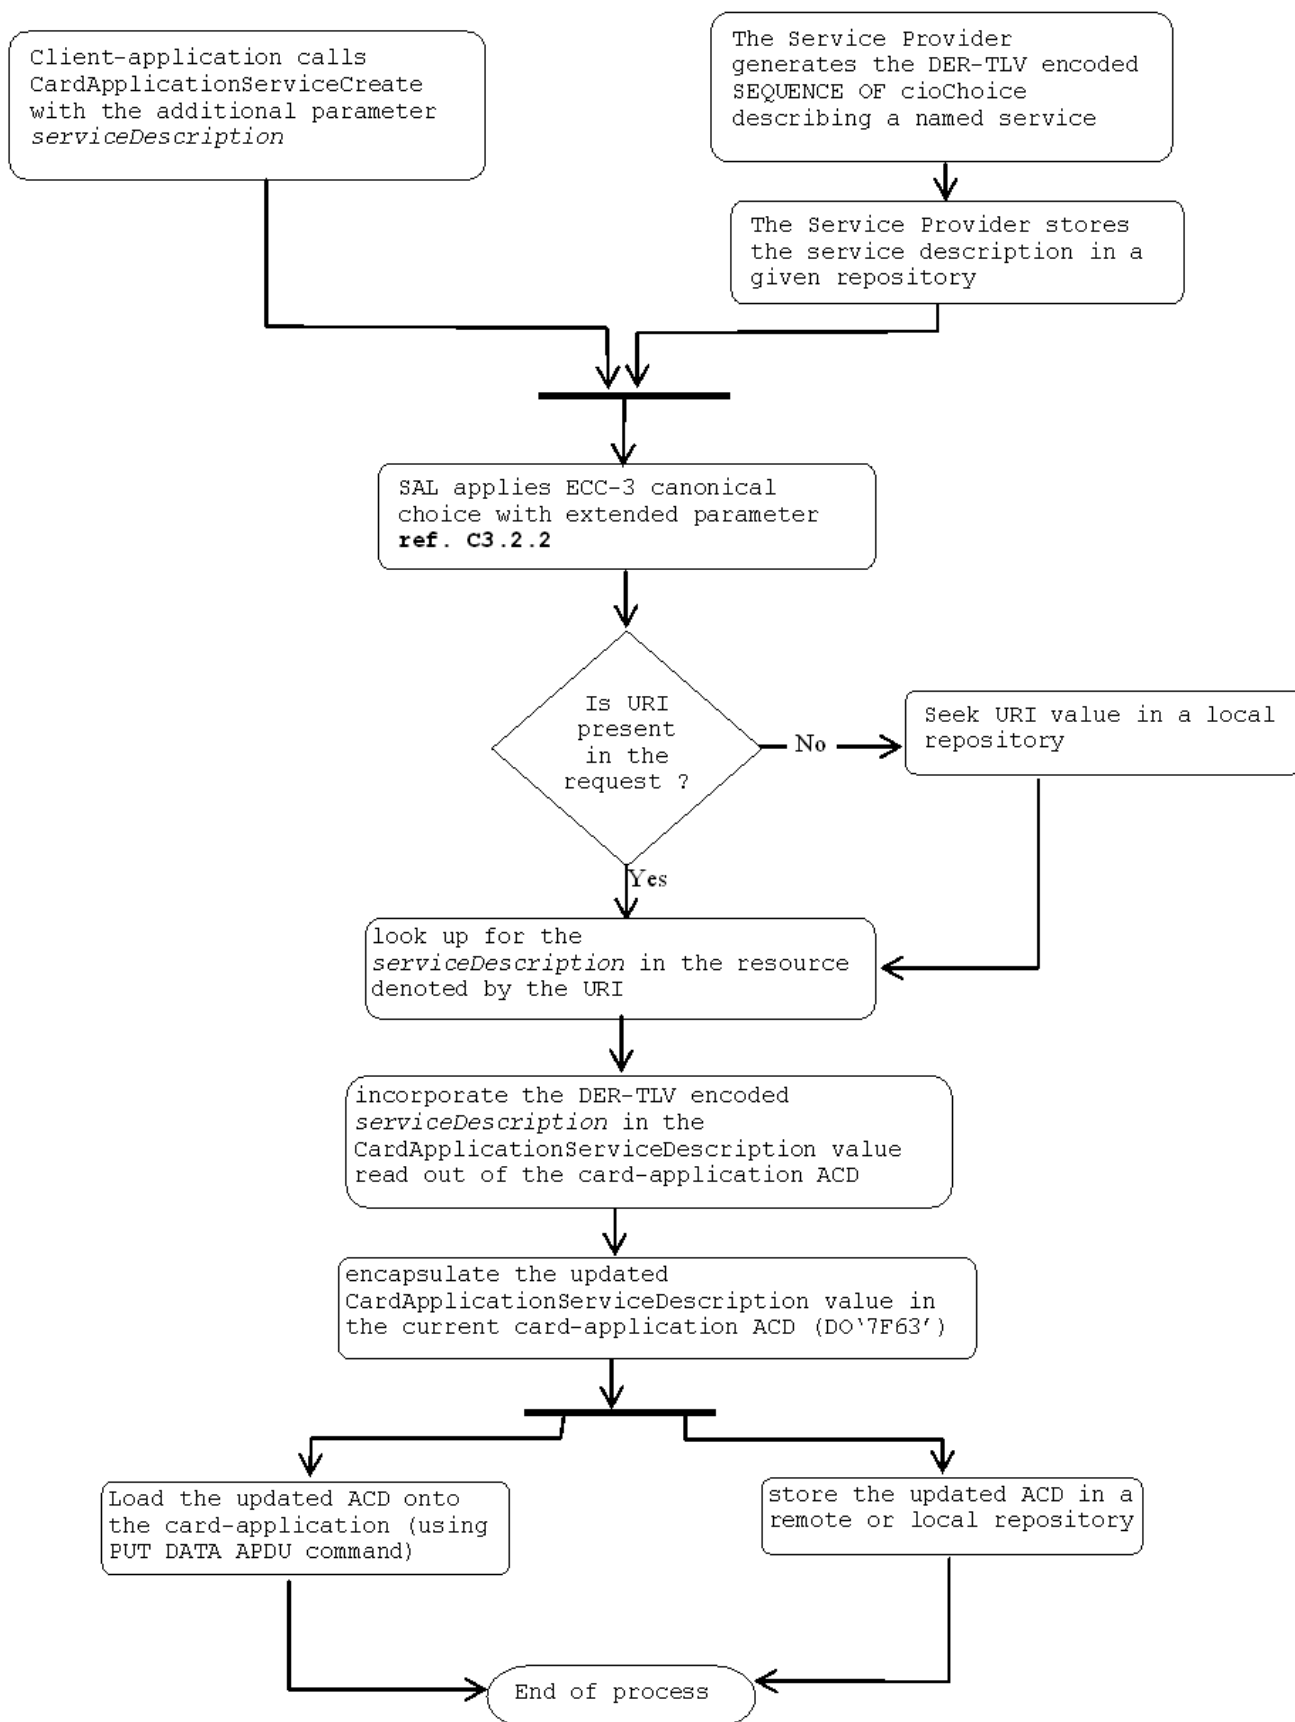 Client-application calls
CardApplicationServiceCreate
with the additional parameter
serviceDescription
The Service Provider
generates the DER-TLV encoded
SEQUENCE OF cioChoice
describing a named service
The Service Provider stores
the service description in a
given repository
SAL applies ECC-3 canonical
choice with extended parameter
ref. C3.2.2
Is URI
present
in the
request ?
No
Seek URI value in a local
repository
Yes
look up for the
serviceDescription in the resource
denoted by the URI
incorporate the DER-TLV encoded
serviceDescription in the
CardApplicationServiceDescription value
read out of the card-application ACD
encapsulate the updated
CardApplicationServiceDescription value in
the current card-application ACD (DO‘7F63’)
Load the updated ACD onto
the card-application (using
PUT DATA APDU command)
store the updated ACD in a
remote or local repository
End of process